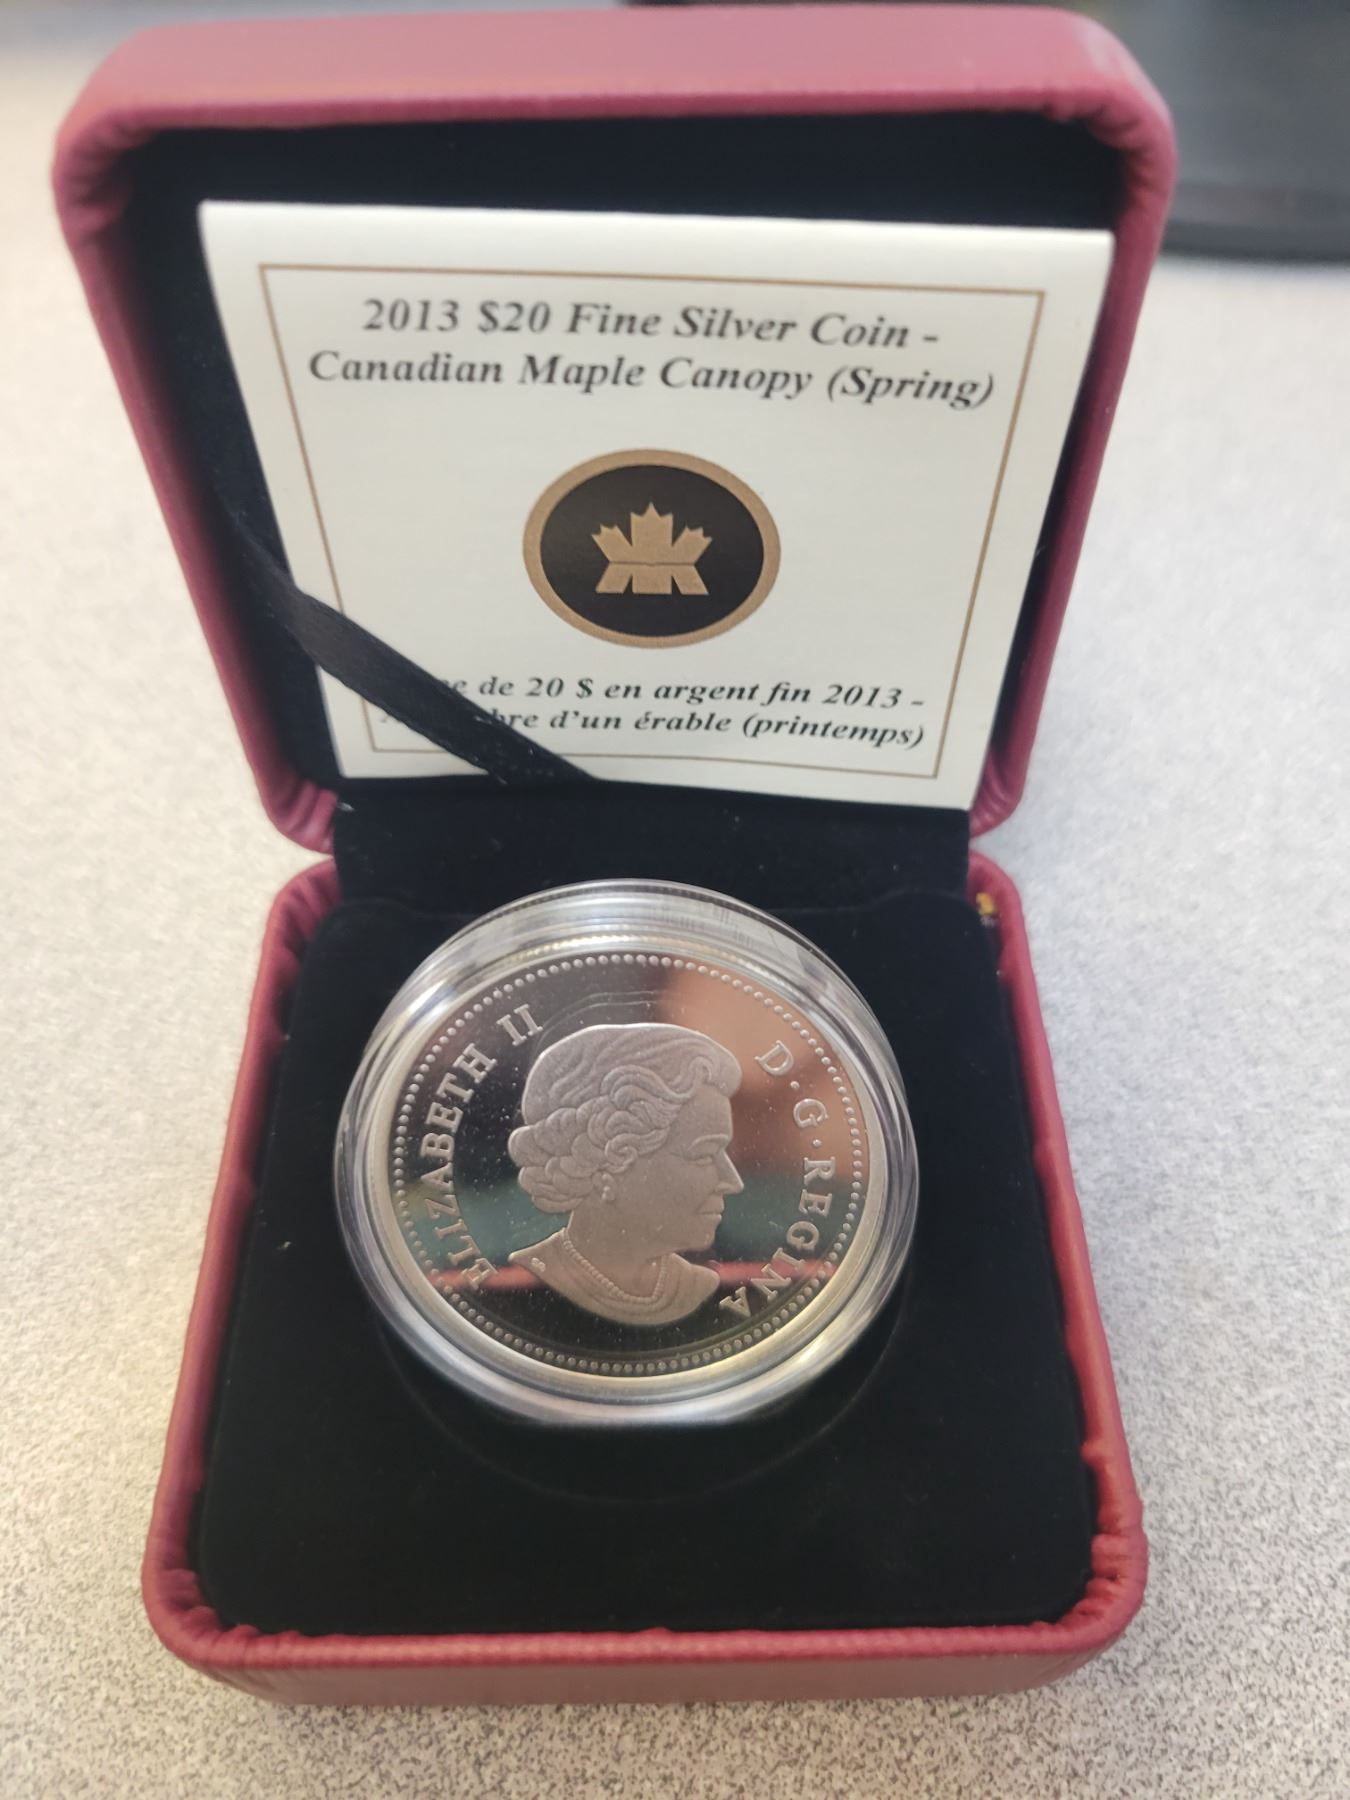 2013 $20 Fine Silver Coin -
Canadian Maple Canopy (Spring)
de 20 $ en argent fin 2013 -
d'un érable (printemps)
ELIZABETH II
D·G·REGINA